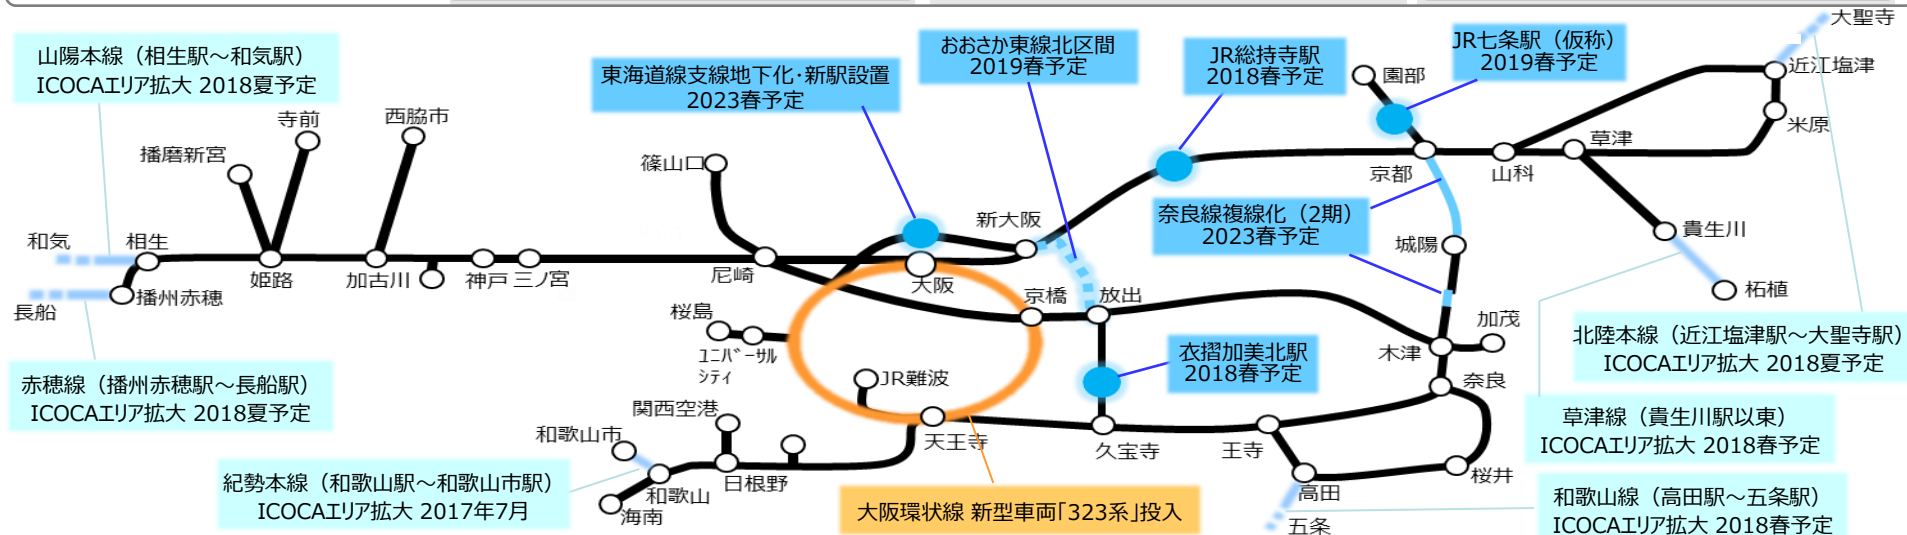 大聖寺
山陽本線（相生駅～和気駅）
ICOCAエリア拡大 2018夏予定
東海道線支線地下化・新駅設置
2023春予定
おおさか東線北区間
2019春予定
JR総持寺駅
2018春予定
JR七条駅（仮称）
2019春予定
園部
近江塩津
米原
草津
山科
京都
寺前
西脇市
播磨新宮
篠山口
新大阪
奈良線複線化（2期）
2023春予定
城陽
貴生川
柘植
和気
相生
姫路
加古川
神戸
三ノ宮
尼崎
大阪
京橋
放出
長船
播州赤穂
桜島
ﾕﾆﾊﾞｰｻﾙ
ｼﾃｨ
JR難波
衣摺加美北駅
2018春予定
加茂
木津
奈良
北陸本線（近江塩津駅～大聖寺駅）
ICOCAエリア拡大 2018夏予定
赤穂線（播州赤穂駅～長船駅）
ICOCAエリア拡大 2018夏予定
関西空港
和歌山市
天王寺
久宝寺
王寺
草津線（貴生川駅以東）
ICOCAエリア拡大 2018春予定
紀勢本線（和歌山駅～和歌山市駅）
ICOCAエリア拡大 2017年7月
和歌山
日根野
海南
大阪環状線 新型車両「323系」投入
高田
桜井
五条
和歌山線（高田駅～五条駅）
ICOCAエリア拡大 2018春予定